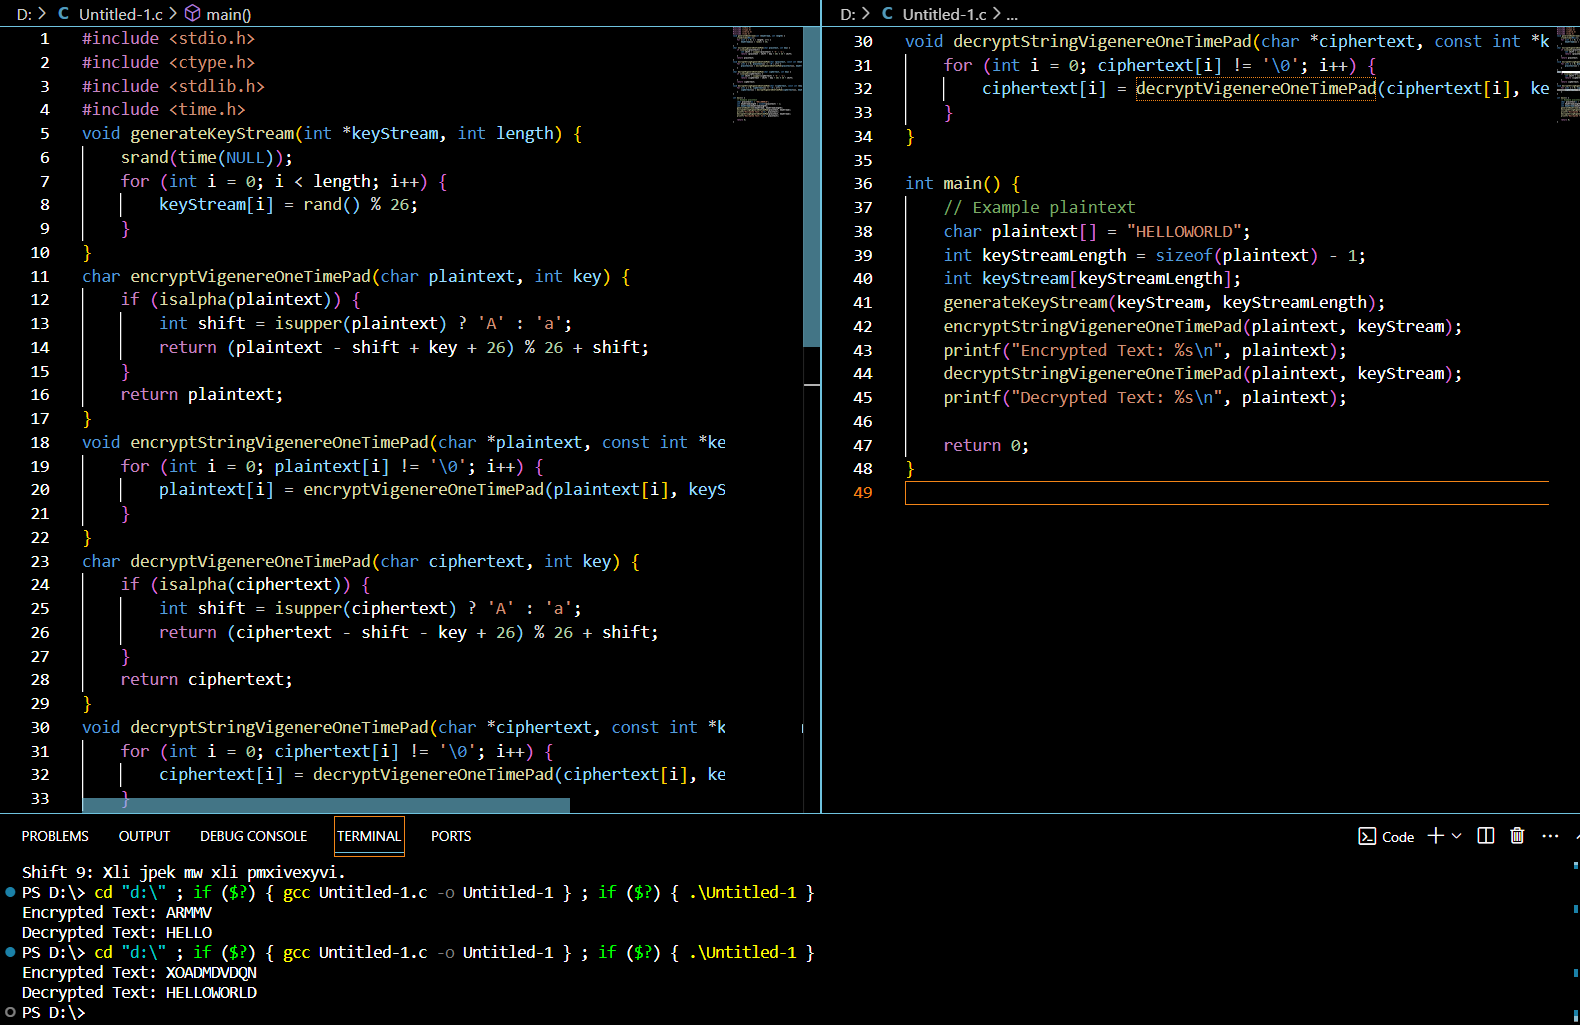 D: > C Untitled-1.c > main()
1 #include <stdio.h>
2 #include <ctype.h>
3 #include <stdlib.h>
4 #include <time.h>
5 void generateKeyStream(int *keyStream, int length) {
6 srand(time(NULL));
7 for (int i = 0; i < length; i++) {
8 keyStream[i] = rand() % 26;
9 }
10 }
11 char encryptVigenereOneTimePad(char plaintext, int key) {
12 if (isalpha(plaintext)) {
13 int shift = isupper(plaintext) ? 'A' : 'a';
14 return (plaintext - shift + key + 26) % 26 + shift;
15 }
16 return plaintext;
17 }
18 void encryptStringVigenereOneTimePad(char *plaintext, const int *ke
19 for (int i = 0; plaintext[i] != '\0'; i++) {
20 plaintext[i] = encryptVigenereOneTimePad(plaintext[i], keyS
21 }
22 }
23 char decryptVigenereOneTimePad(char ciphertext, int key) {
24 if (isalpha(ciphertext)) {
25 int shift = isupper(ciphertext) ? 'A' : 'a';
26 return (ciphertext - shift - key + 26) % 26 + shift;
27 }
28 return ciphertext;
29 }
30 void decryptStringVigenereOneTimePad(char *ciphertext, const int *k
31 for (int i = 0; ciphertext[i] != '\0'; i++) {
32 ciphertext[i] = decryptVigenereOneTimePad(ciphertext[i], ke
33 }
D: > C Untitled-1.c > ...
30 void decryptStringVigenereOneTimePad(char *ciphertext, const int *k
31 for (int i = 0; ciphertext[i] != '\0'; i++) {
32 ciphertext[i] = decryptVigenereOneTimePad(ciphertext[i], ke
33 }
34 }
35
36 int main() {
37 // Example plaintext
38 char plaintext[] = "HELLOWORLD";
39 int keyStreamLength = sizeof(plaintext) - 1;
40 int keyStream[keyStreamLength];
41 generateKeyStream(keyStream, keyStreamLength);
42 encryptStringVigenereOneTimePad(plaintext, keyStream);
43 printf("Encrypted Text: %s\n", plaintext);
44 decryptStringVigenereOneTimePad(plaintext, keyStream);
45 printf("Decrypted Text: %s\n", plaintext);
46
47 return 0;
48 }
49
PROBLEMS OUTPUT DEBUG CONSOLE TERMINAL PORTS Code
Shift 9: Xli jpek mw xli pmxivexyvi.
PS D:\> cd "d:\" ; if ($?) { gcc Untitled-1.c -o Untitled-1 } ; if ($?) { .\Untitled-1 }
Encrypted Text: ARMMV
Decrypted Text: HELLO
PS D:\> cd "d:\" ; if ($?) { gcc Untitled-1.c -o Untitled-1 } ; if ($?) { .\Untitled-1 }
Encrypted Text: XOADMDVDQN
Decrypted Text: HELLOWORLD
PS D:\>